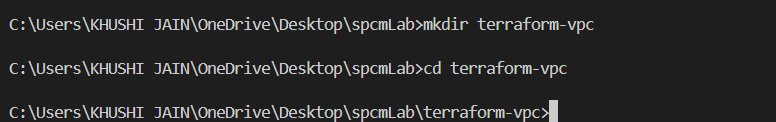 C:\Users\KHUSHI JAIN\OneDrive\Desktop\spcmLab>mkdir terraform-vpc
C:\Users\KHUSHI JAIN\OneDrive\Desktop\spcmLab>cd terraform-vpc
C:\Users\KHUSHI JAIN\OneDrive\Desktop\spcmLab\terraform-vpc>